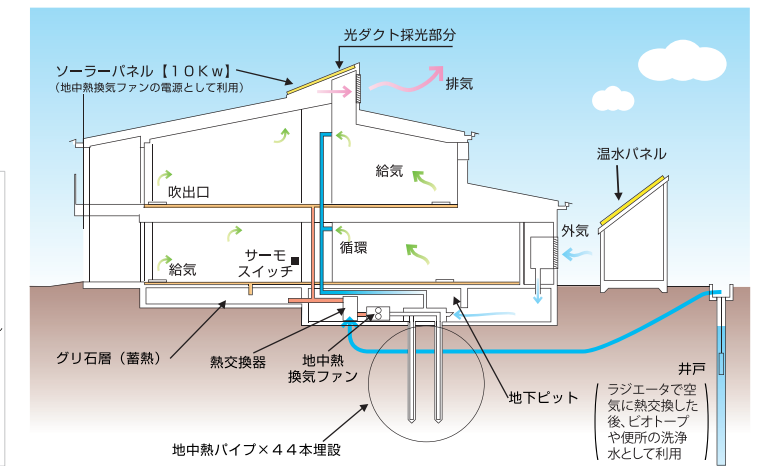 光ダクト採光部分
ソーラーパネル【１０Ｋｗ】
（地中熱換気ファンの電源として利用）
排気
温水パネル
給気
吹出口
外気
循環
サーモ
スイッチ
給気
グリ石層（蓄熱）
熱交換器
地中熱
換気ファン
地下ピット
井戸
ラジエータで空
気に熱交換した
後、ビオトープ
や便所の洗浄
水として利用
地中熱パイプ×４４本埋設